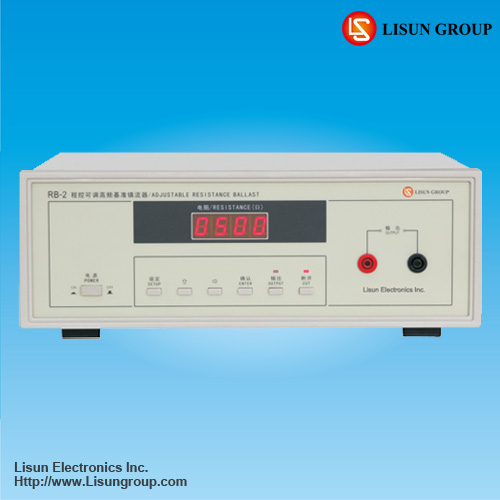 LS LISUN GROUP
RB-2 程控可调高频基准镇流器/ADJUSTABLE RESISTANCE BALLAST
LISUN GROUP
电阻/RESISTANCE(Ω)
0500
输出
OUTPUT
电源
POWER
ON OFF
设定 确认 输出 断开
SETUP ENTER OUTPUT CUT
Lisun Electronics Inc.
Lisun Electronics Inc.
http://www.Lisungroup.com